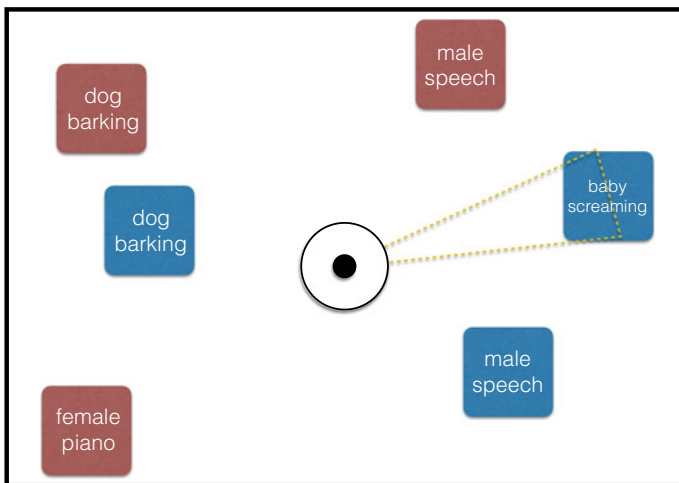 male
speech
dog
barking
baby
screaming
dog
barking
male
speech
female
piano